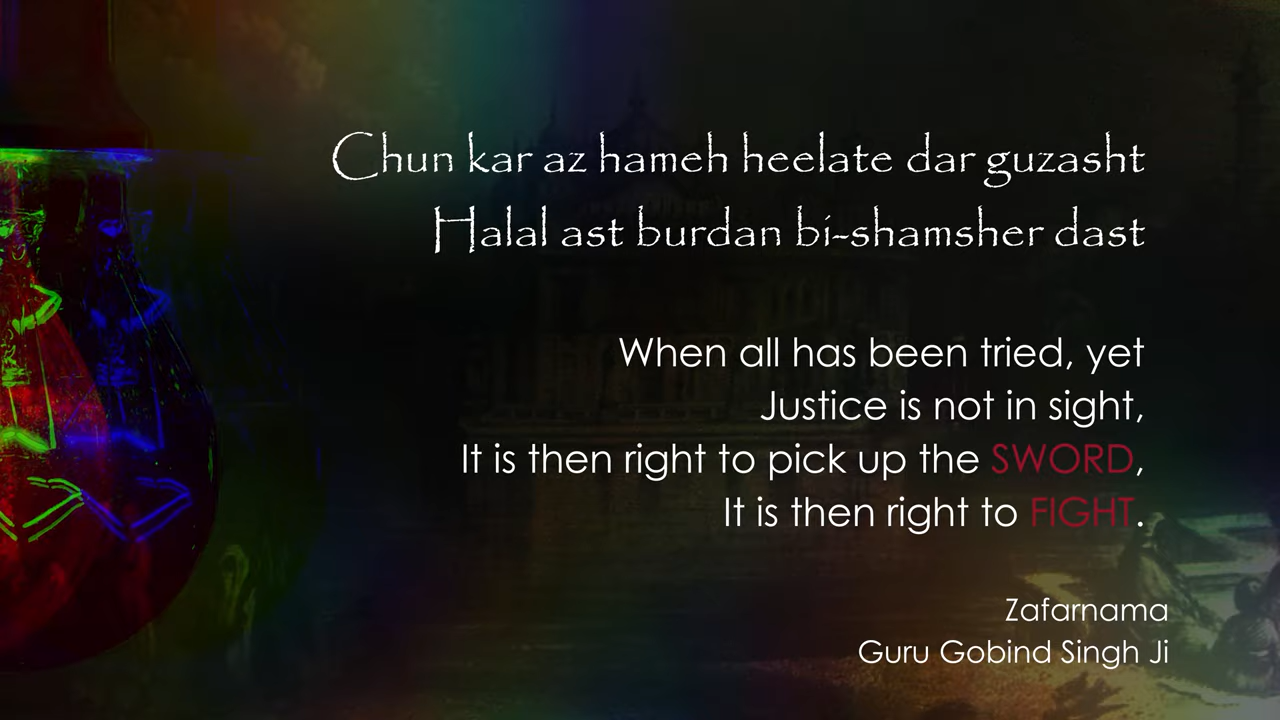 Chun kar az hameh heelate dar guzasht
Halal ast burdan bi-shamsher dast
When all has been tried, yet
Justice is not in sight,
It is then right to pick up the SWORD,
It is then right to FIGHT.
Zafarnama
Guru Gobind Singh Ji